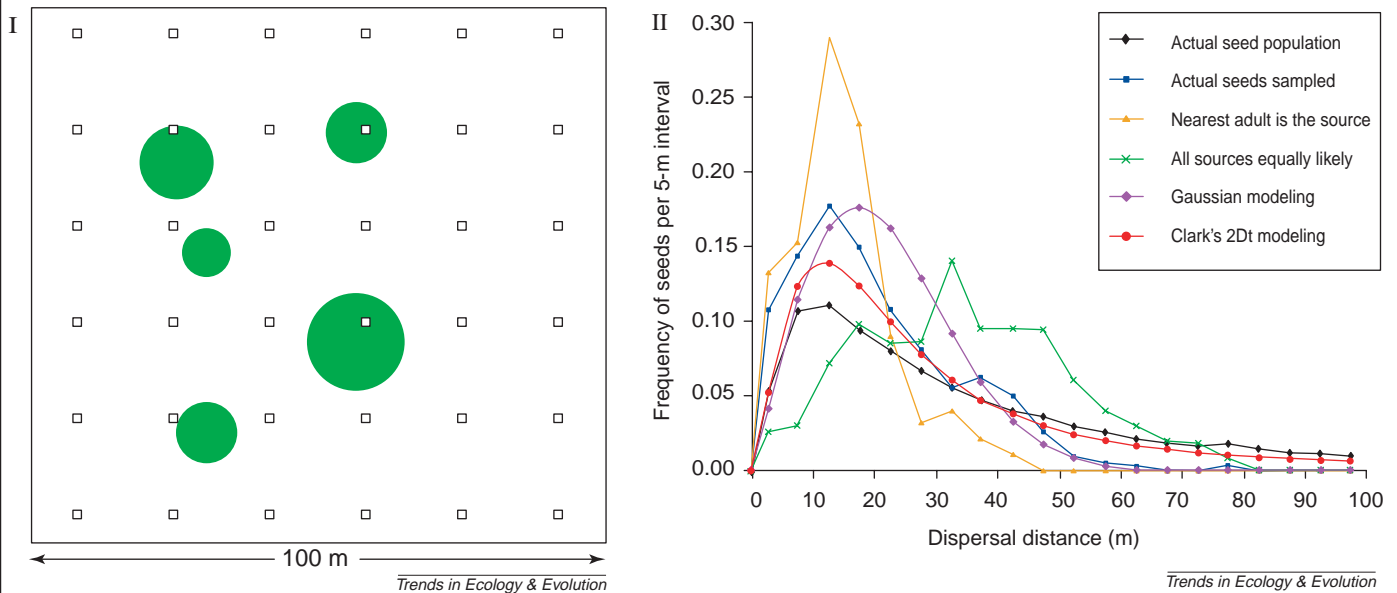 I
100 m
Trends in Ecology & Evolution
II
Frequency of seeds per 5-m interval
0.30
0.25
0.20
0.15
0.10
0.05
0.00
0 10 20 30 40 50 60 70 80 90 100
Dispersal distance (m)
Actual seed population
Actual seeds sampled
Nearest adult is the source
All sources equally likely
Gaussian modeling
Clark's 2Dt modeling
Trends in Ecology & Evolution